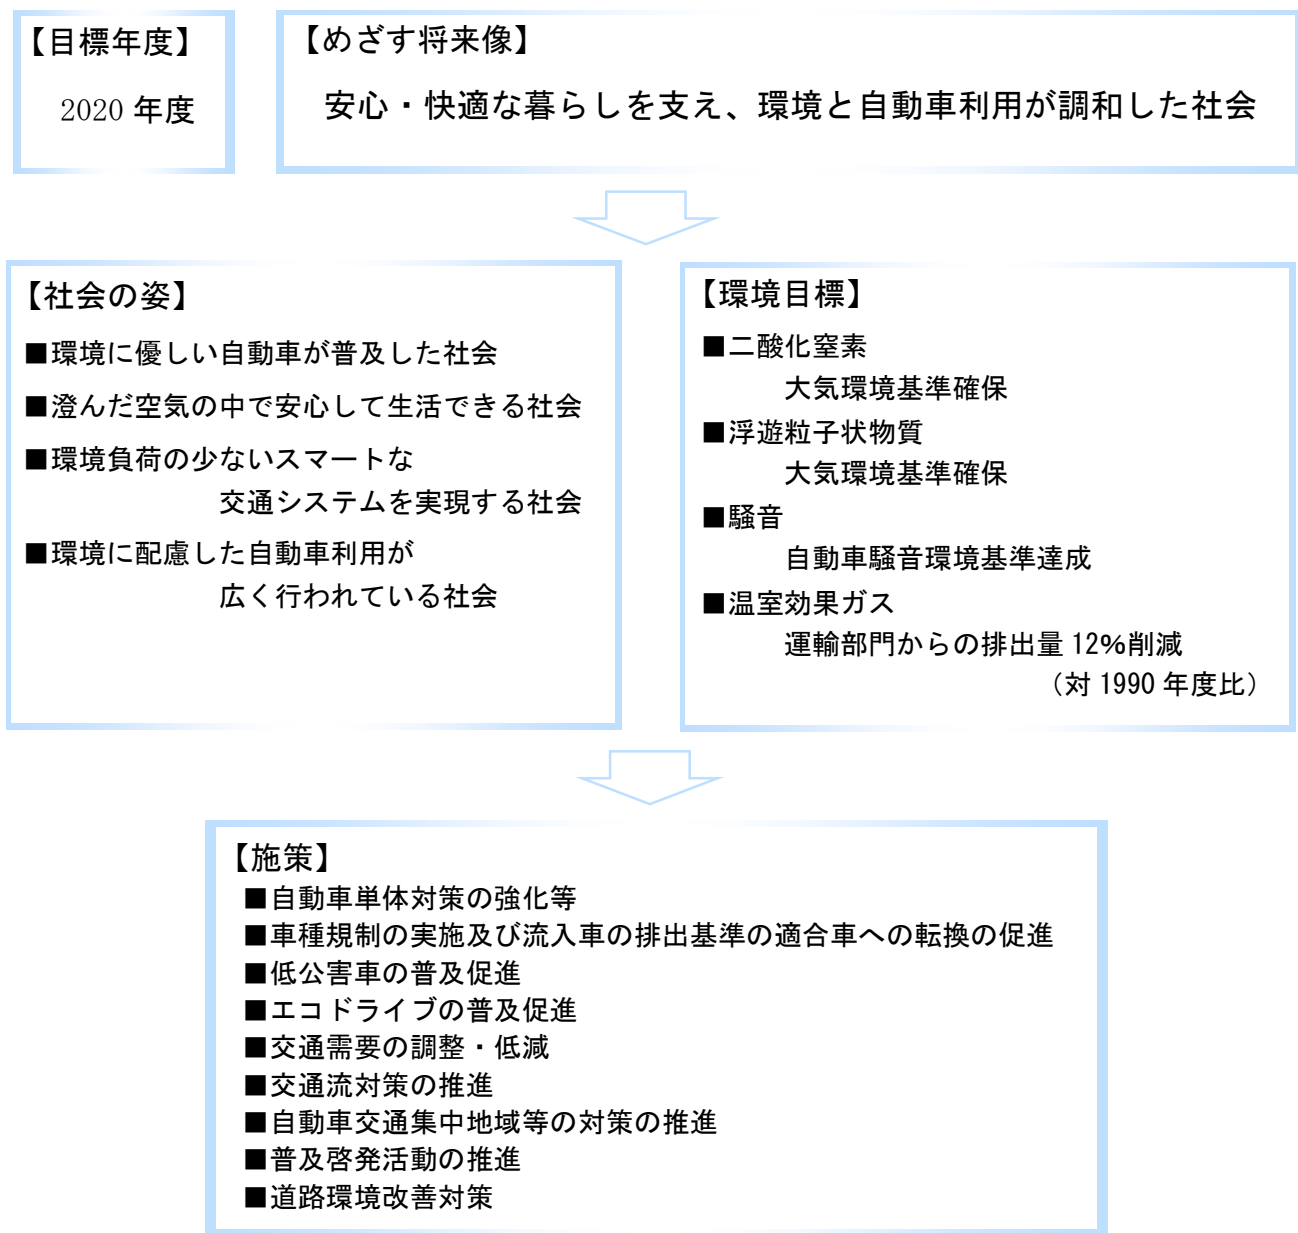 【目標年度】
2020 年度
【めざす将来像】
安心・快適な暮らしを支え、環境と自動車利用が調和した社会
【社会の姿】
■環境に優しい自動車が普及した社会
■澄んだ空気の中で安心して生活できる社会
■環境負荷の少ないスマートな
交通システムを実現する社会
■環境に配慮した自動車利用が
広く行われている社会
【環境目標】
■二酸化窒素
大気環境基準確保
■浮遊粒子状物質
大気環境基準確保
■騒音
自動車騒音環境基準達成
■温室効果ガス
運輸部門からの排出量 12%削減
（対 1990 年度比）
【施策】
■自動車単体対策の強化等
■車種規制の実施及び流入車の排出基準の適合車への転換の促進
■低公害車の普及促進
■エコドライブの普及促進
■交通需要の調整・低減
■交通流対策の推進
■自動車交通集中地域等の対策の推進
■普及啓発活動の推進
■道路環境改善対策